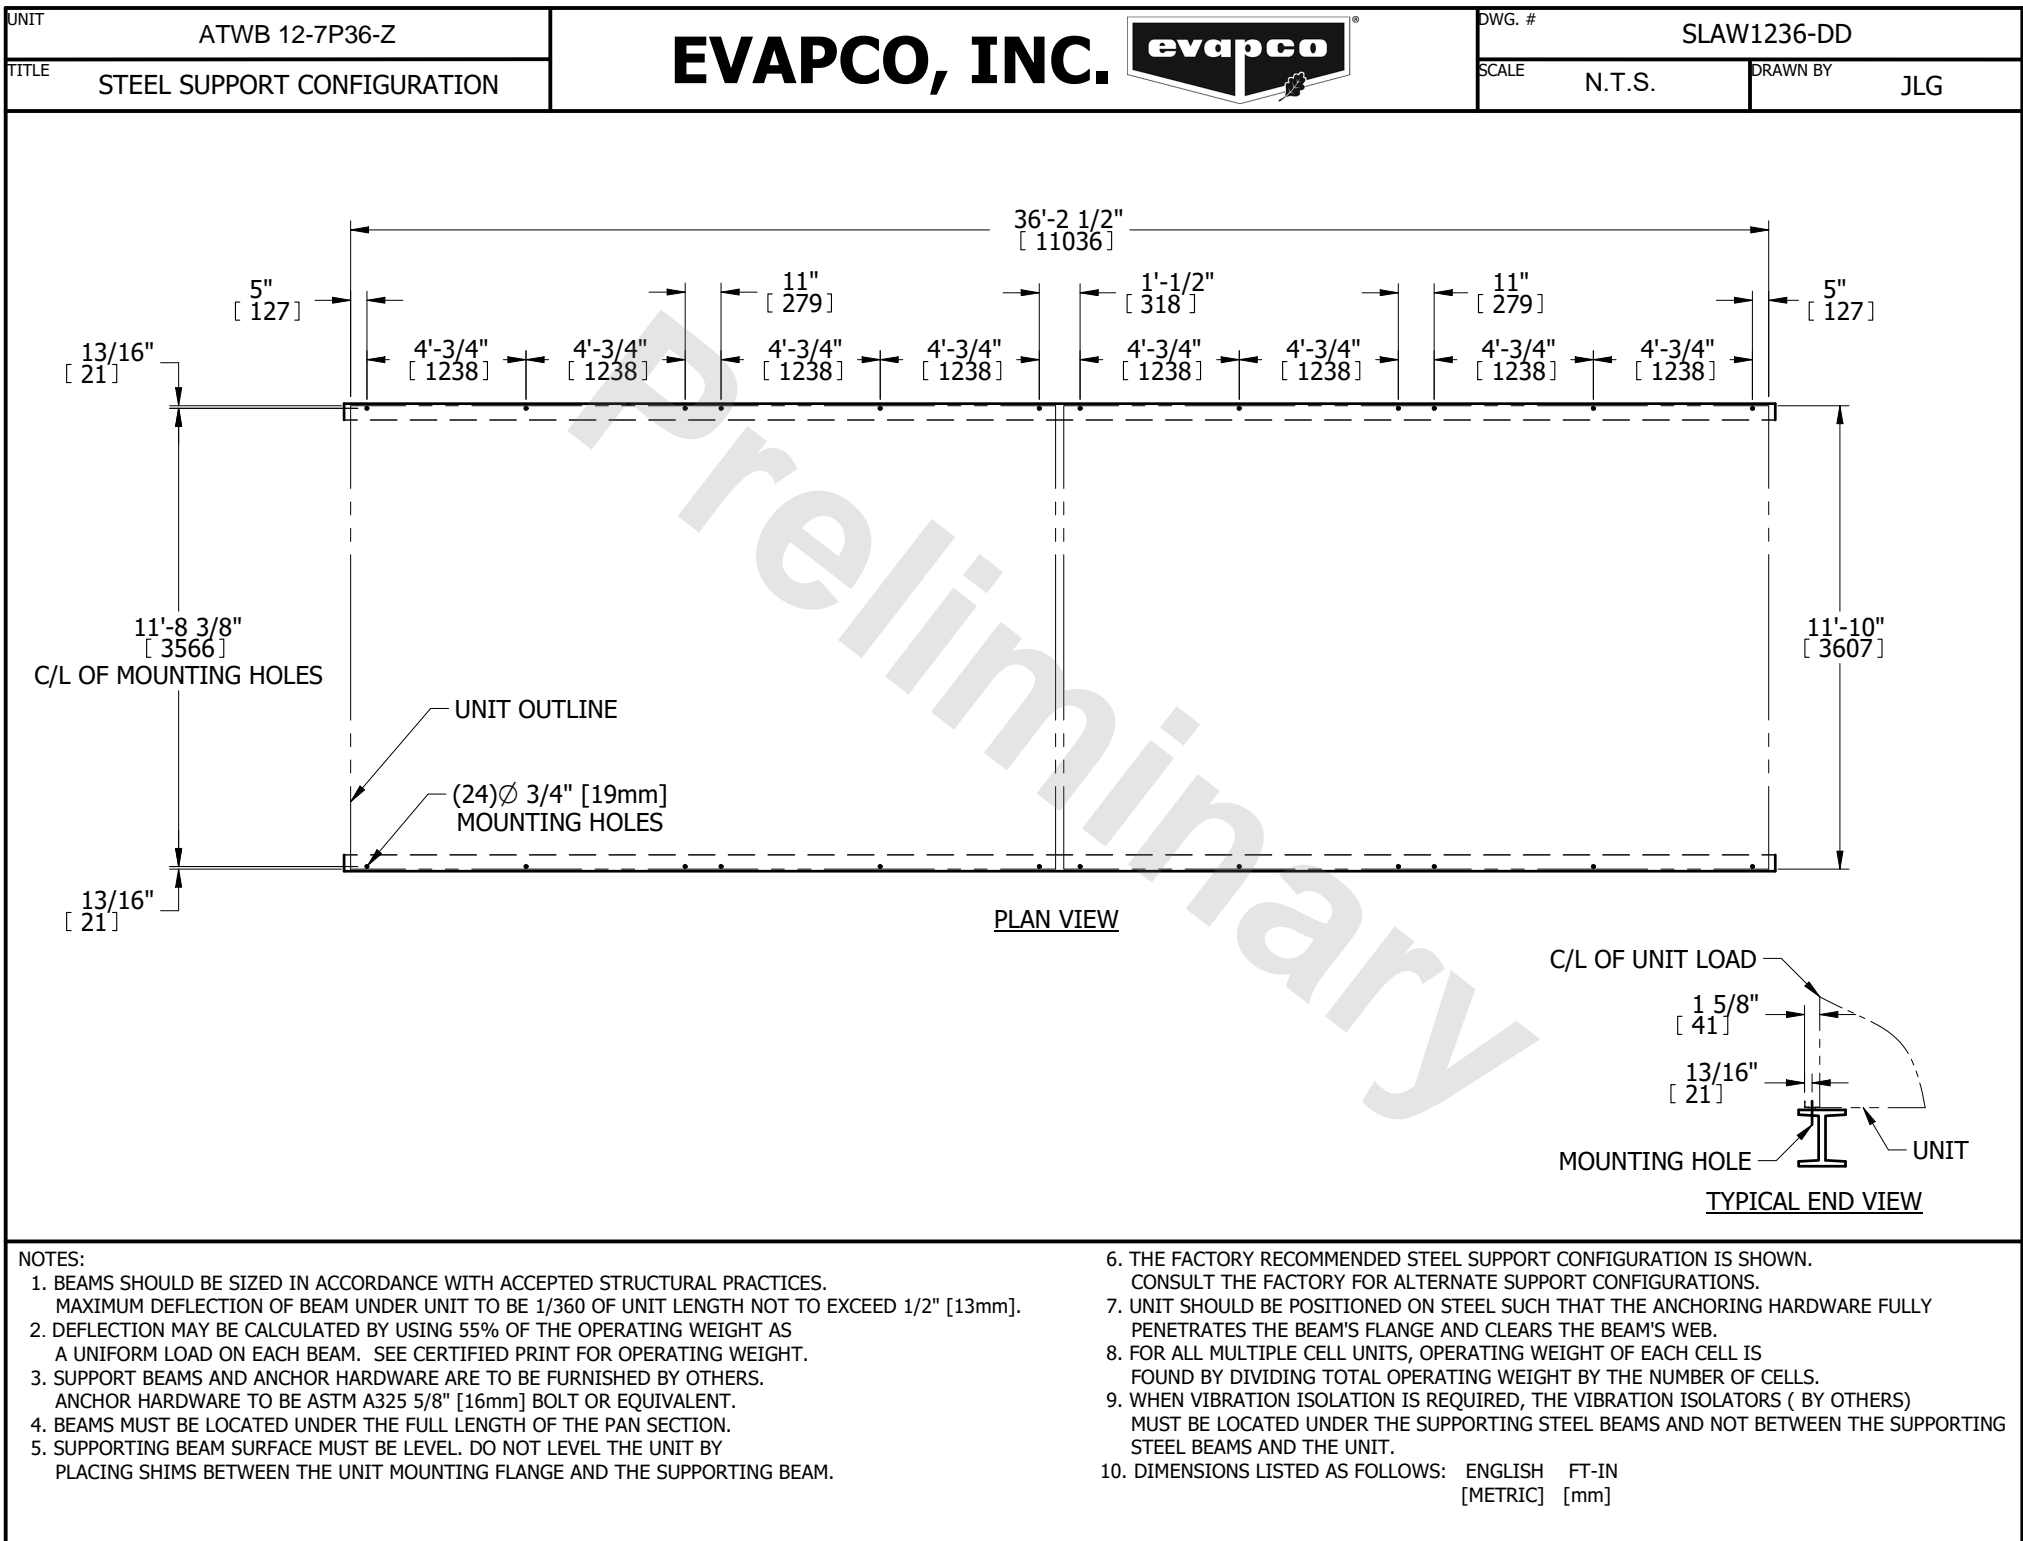 UNIT
ATWB 12-7P36-Z
TITLE
STEEL SUPPORT CONFIGURATION
EVAPCO, INC.
evapco
®
DWG. #
SLAW1236-DD
SCALE
N.T.S.
DRAWN BY
JLG
36'-2 1/2"
[ 11036 ]
5"
[ 127 ]
11"
[ 279 ]
1'-1/2"
[ 318 ]
11"
[ 279 ]
5"
[ 127 ]
13/16"
[ 21 ]
4'-3/4"
[ 1238 ]
4'-3/4"
[ 1238 ]
4'-3/4"
[ 1238 ]
4'-3/4"
[ 1238 ]
4'-3/4"
[ 1238 ]
4'-3/4"
[ 1238 ]
4'-3/4"
[ 1238 ]
4'-3/4"
[ 1238 ]
Preliminary
11'-8 3/8"
[ 3566 ]
C/L OF MOUNTING HOLES
11'-10"
[ 3607 ]
UNIT OUTLINE
(24)∅ 3/4" [19mm]
MOUNTING HOLES
13/16"
[ 21 ]
PLAN VIEW
C/L OF UNIT LOAD
1 5/8"
[ 41 ]
13/16"
[ 21 ]
MOUNTING HOLE
UNIT
TYPICAL END VIEW
NOTES:
1. BEAMS SHOULD BE SIZED IN ACCORDANCE WITH ACCEPTED STRUCTURAL PRACTICES.
MAXIMUM DEFLECTION OF BEAM UNDER UNIT TO BE 1/360 OF UNIT LENGTH NOT TO EXCEED 1/2" [13mm].
2. DEFLECTION MAY BE CALCULATED BY USING 55% OF THE OPERATING WEIGHT AS
A UNIFORM LOAD ON EACH BEAM. SEE CERTIFIED PRINT FOR OPERATING WEIGHT.
3. SUPPORT BEAMS AND ANCHOR HARDWARE ARE TO BE FURNISHED BY OTHERS.
ANCHOR HARDWARE TO BE ASTM A325 5/8" [16mm] BOLT OR EQUIVALENT.
4. BEAMS MUST BE LOCATED UNDER THE FULL LENGTH OF THE PAN SECTION.
5. SUPPORTING BEAM SURFACE MUST BE LEVEL. DO NOT LEVEL THE UNIT BY
PLACING SHIMS BETWEEN THE UNIT MOUNTING FLANGE AND THE SUPPORTING BEAM.
6. THE FACTORY RECOMMENDED STEEL SUPPORT CONFIGURATION IS SHOWN.
CONSULT THE FACTORY FOR ALTERNATE SUPPORT CONFIGURATIONS.
7. UNIT SHOULD BE POSITIONED ON STEEL SUCH THAT THE ANCHORING HARDWARE FULLY
PENETRATES THE BEAM'S FLANGE AND CLEARS THE BEAM'S WEB.
8. FOR ALL MULTIPLE CELL UNITS, OPERATING WEIGHT OF EACH CELL IS
FOUND BY DIVIDING TOTAL OPERATING WEIGHT BY THE NUMBER OF CELLS.
9. WHEN VIBRATION ISOLATION IS REQUIRED, THE VIBRATION ISOLATORS ( BY OTHERS)
MUST BE LOCATED UNDER THE SUPPORTING STEEL BEAMS AND NOT BETWEEN THE SUPPORTING
STEEL BEAMS AND THE UNIT.
10. DIMENSIONS LISTED AS FOLLOWS: ENGLISH FT-IN
[METRIC] [mm]